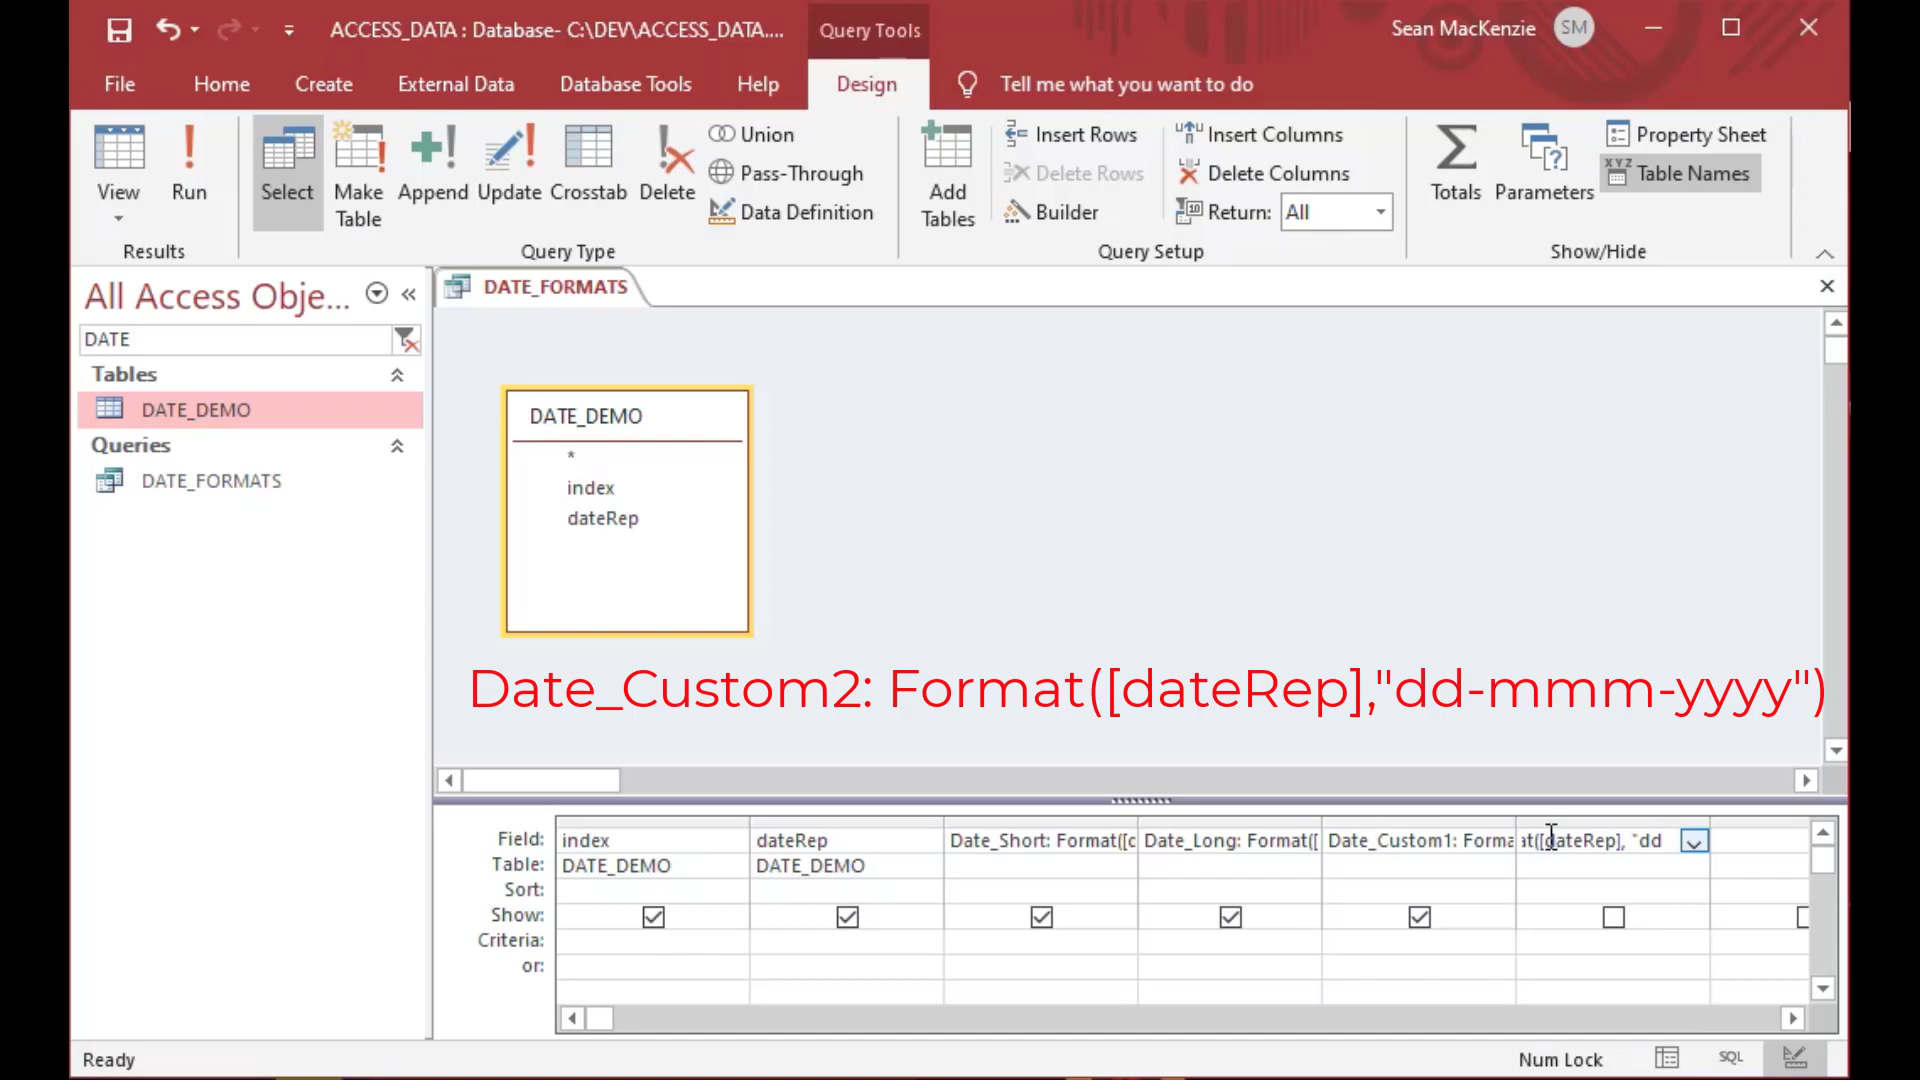 ACCESS_DATA : Database- C:\DEV\ACCESS_DATA....
Query Tools
Sean MacKenzie
SM
File
Home
Create
External Data
Database Tools
Help
Design
Tell me what you want to do
View
Run
Results
Select
Make Table
Append
Update
Crosstab
Delete
Union
Pass-Through
Data Definition
Query Type
Add Tables
Insert Rows
Delete Rows
Builder
Insert Columns
Delete Columns
Return: All
Query Setup
Totals
Parameters
Property Sheet
Table Names
Show/Hide
All Access Obje...
DATE
Tables
DATE_DEMO
Queries
DATE_FORMATS
DATE_FORMATS
DATE_DEMO
*
index
dateRep
Date_Custom2: Format([dateRep],"dd-mmm-yyyy")
Field: index dateRep Date_Short: Format([d Date_Long: Format([ Date_Custom1: Forma at([dateRep], "dd
Table: DATE_DEMO DATE_DEMO
Sort:
Show:
Criteria:
or:
Ready
Num Lock
SQL